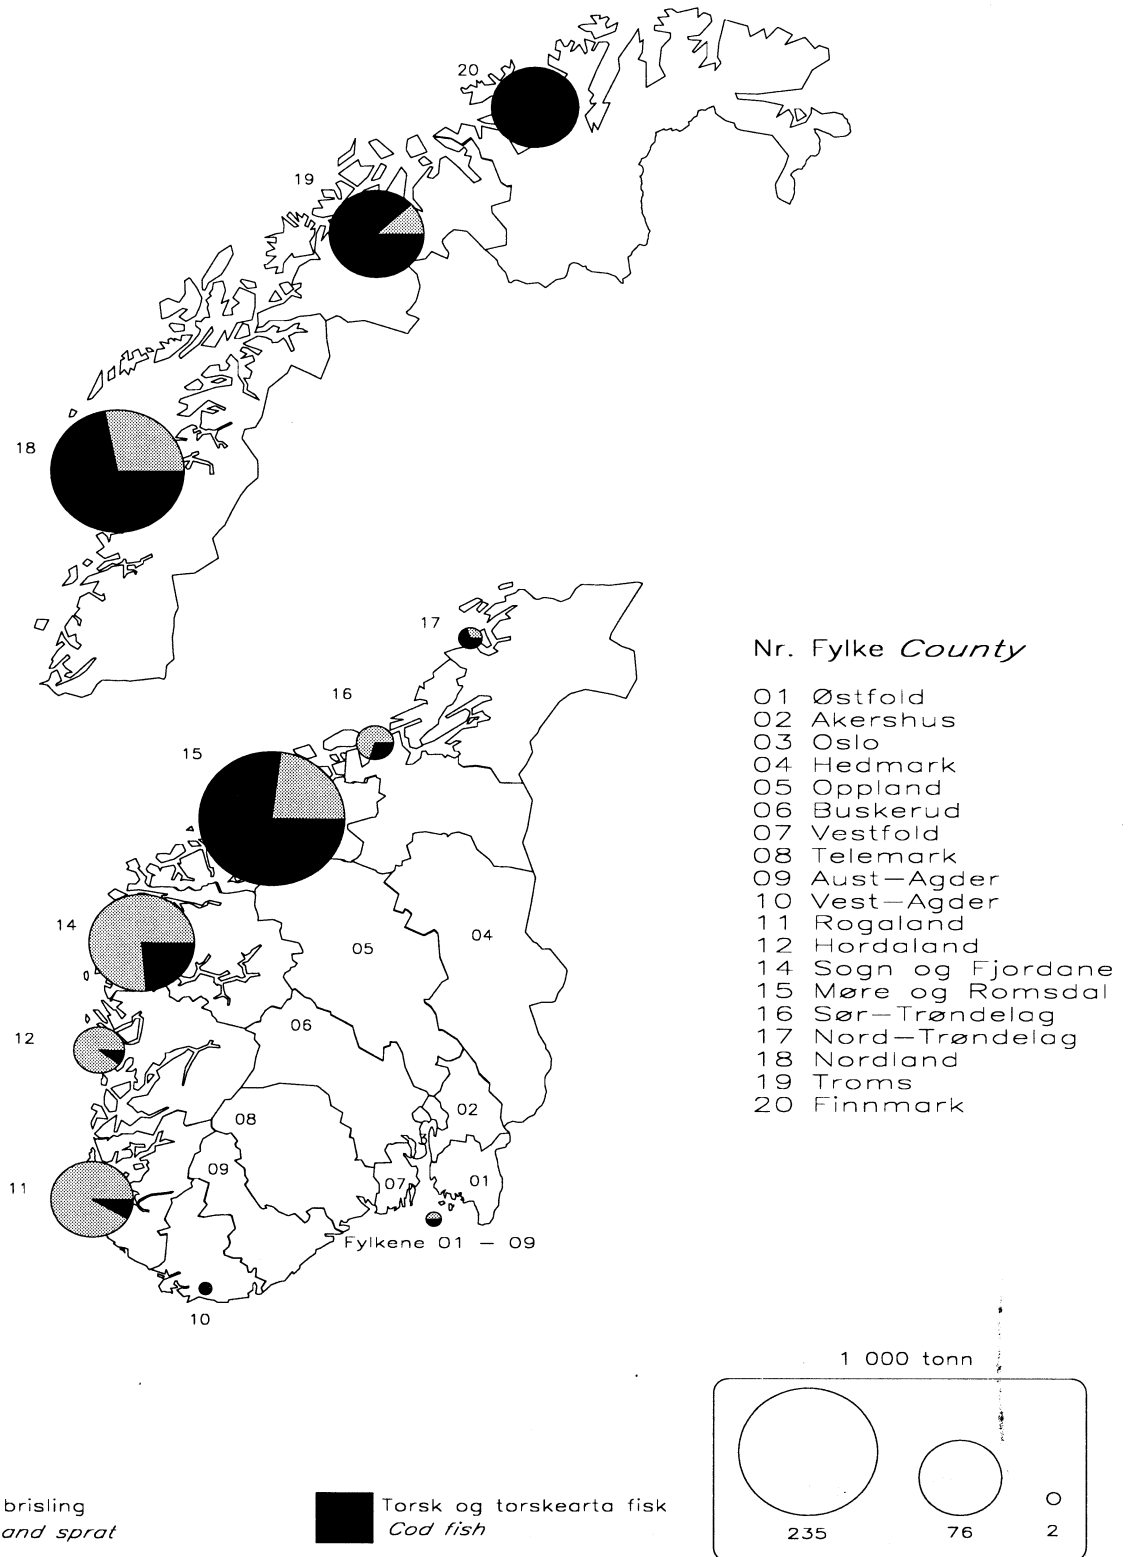 20
19
18
17
16
15
14
05
04
06
12
02
08
09
11
07
01
Fylkene 01 – 09
10
Nr. Fylke County
01 Østfold
02 Akershus
03 Oslo
04 Hedmark
05 Oppland
06 Buskerud
07 Vestfold
08 Telemark
09 Aust–Agder
10 Vest–Agder
11 Rogaland
12 Hordaland
14 Sogn og Fjordane
15 Møre og Romsdal
16 Sør–Trøndelag
17 Nord–Trøndelag
18 Nordland
19 Troms
20 Finnmark
1 000 tonn
235 76 2
brisling
and sprat
Torsk og torskearta fisk
Cod fish